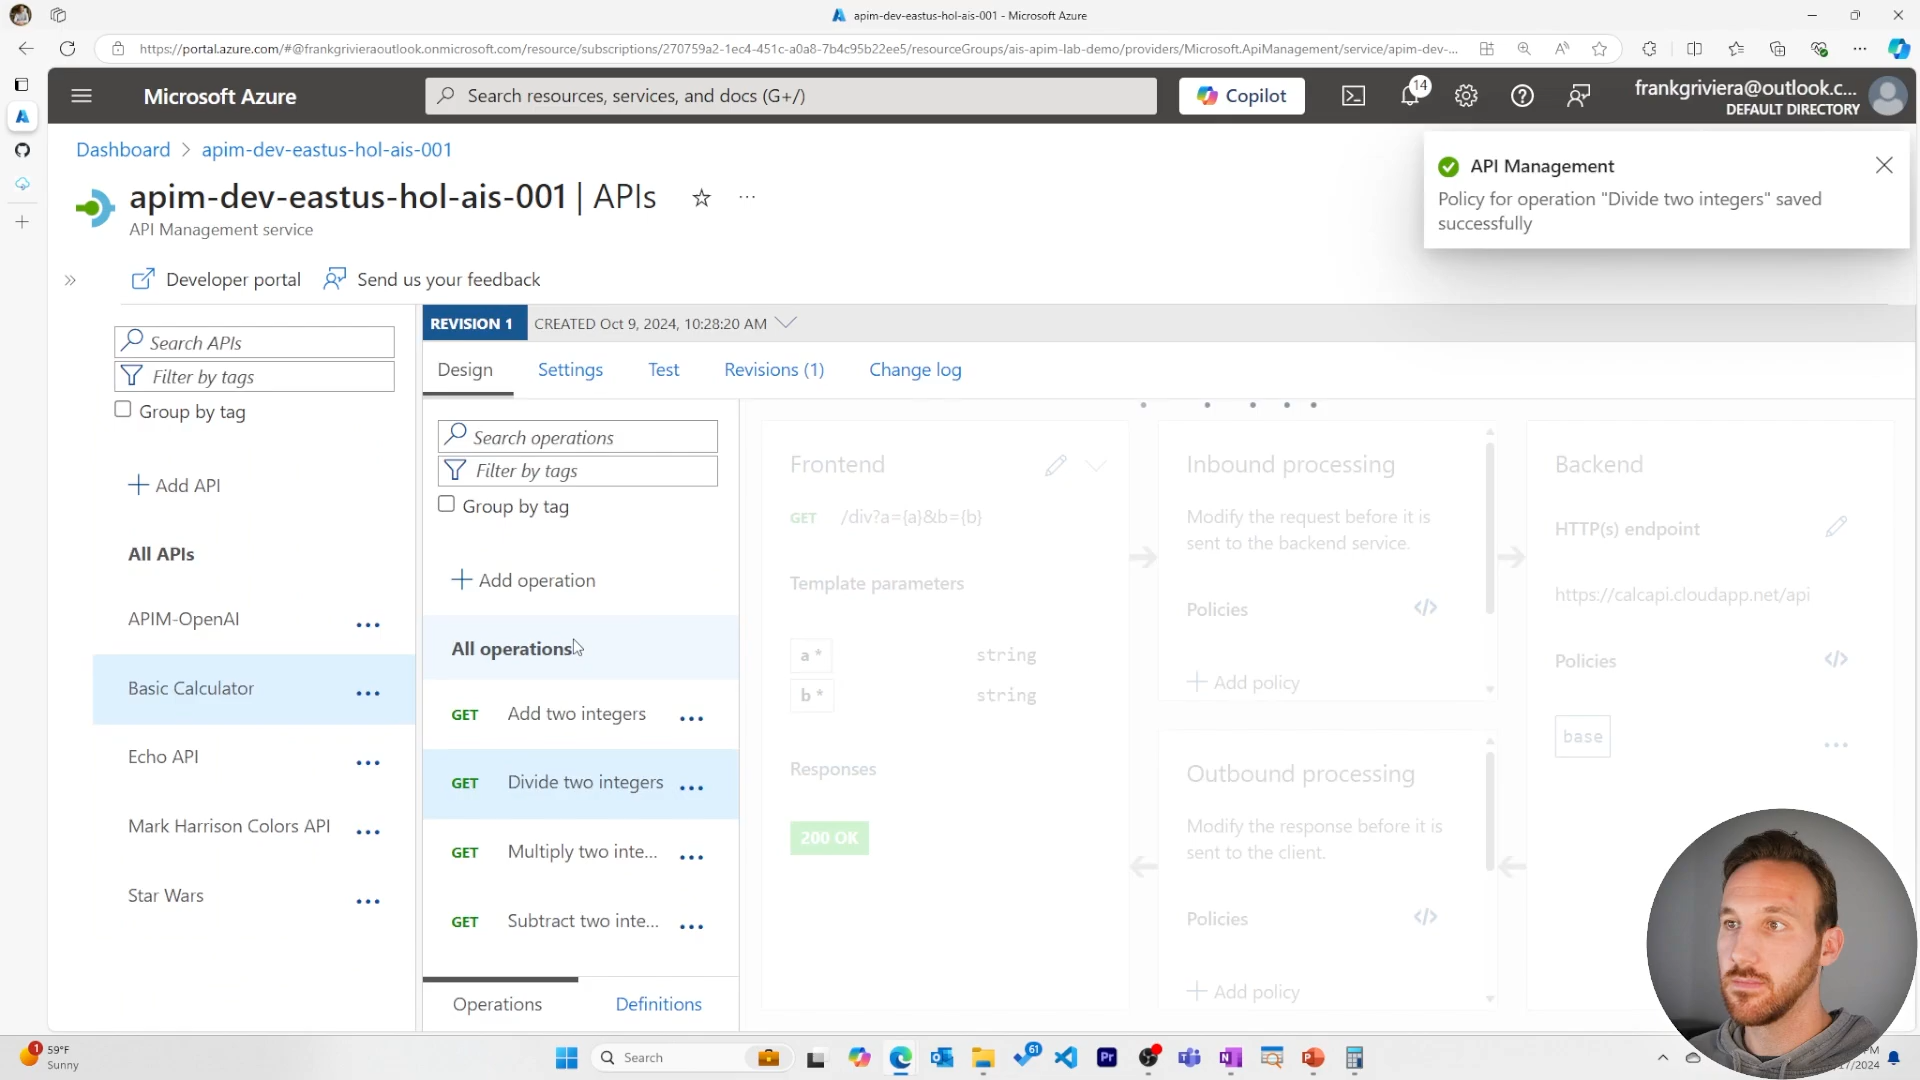 apim-dev-eastus-hol-ais-001 - Microsoft Azure
https://portal.azure.com/#@frankgrivieraoutlook.onmicrosoft.com/resource/subscriptions/270759a2-1ec4-451c-a0a8-7b4c95b22ee5/resourceGroups/ais-apim-lab-demo/providers/Microsoft.ApiManagement/service/apim-dev-...
Microsoft Azure
Search resources, services, and docs (G+/)
Copilot
14
frankgriviera@outlook.c...
DEFAULT DIRECTORY
Dashboard > apim-dev-eastus-hol-ais-001
apim-dev-eastus-hol-ais-001 | APIs
API Management service
API Management
Policy for operation "Divide two integers" saved
successfully
Developer portal
Send us your feedback
Search APIs
Filter by tags
Group by tag
Add API
All APIs
APIM-OpenAI
Basic Calculator
Echo API
Mark Harrison Colors API
Star Wars
REVISION 1
CREATED Oct 9, 2024, 10:28:20 AM
Design
Settings
Test
Revisions (1)
Change log
Search operations
Filter by tags
Group by tag
Add operation
All operations
GET Add two integers
GET Divide two integers
GET Multiply two inte...
GET Subtract two inte...
Operations
Definitions
Frontend
GET /div?a={a}&b={b}
Template parameters
a * string
b * string
Responses
200 OK
Inbound processing
Modify the request before it is
sent to the backend service.
Policies
</>
Add policy
Outbound processing
Modify the response before it is
sent to the client.
Policies
</>
Add policy
Backend
HTTP(s) endpoint
https://calcapi.cloudapp.net/api
Policies
</>
base
1
59°F
Sunny
Search
61
Pr